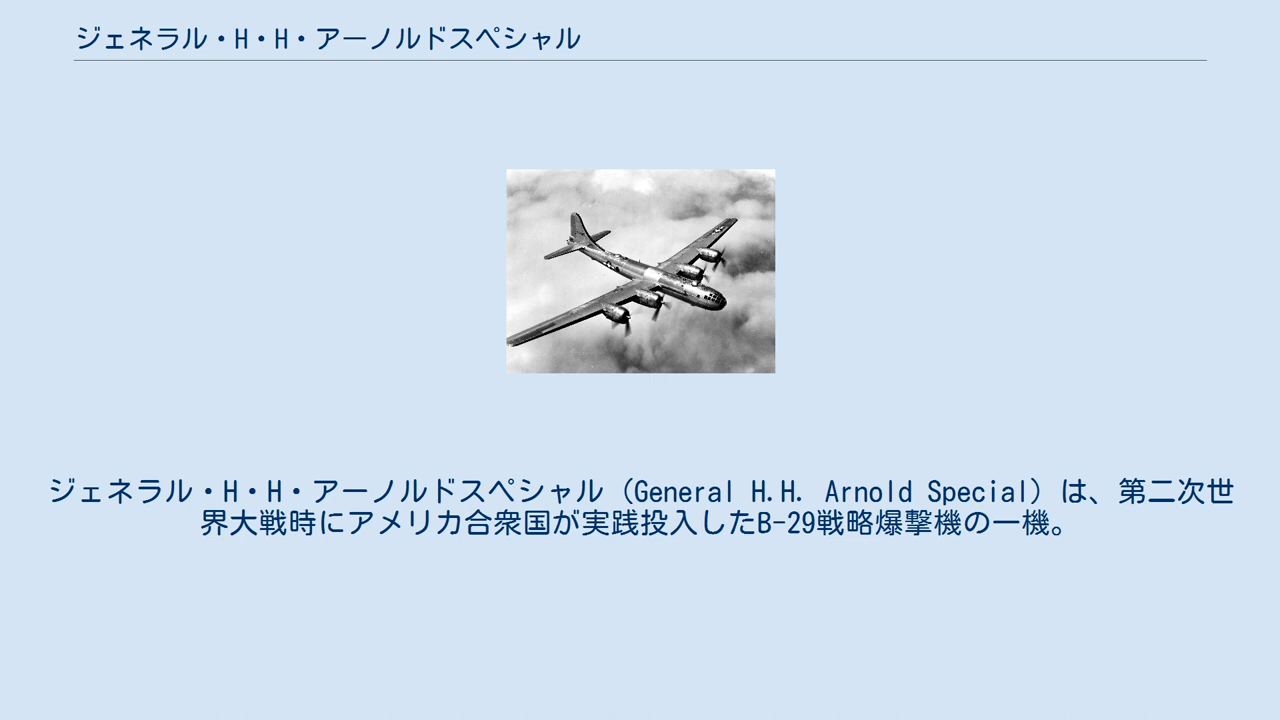 ジェネラル・H・H・アーノルドスペシャル
ジェネラル・H・H・アーノルドスペシャル（General H.H. Arnold Special）は、第二次世
界大戦時にアメリカ合衆国が実践投入したB-29戦略爆撃機の一機。